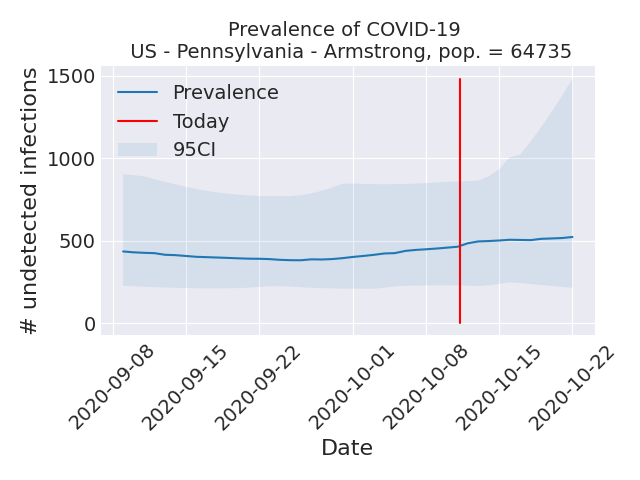 Prevalence of COVID-19
US - Pennsylvania - Armstrong, pop. = 64735
# undetected infections
1500
1000
500
0
Prevalence
Today
95CI
2020-09-08
2020-09-15
2020-09-22
2020-10-01
2020-10-08
2020-10-15
2020-10-22
Date